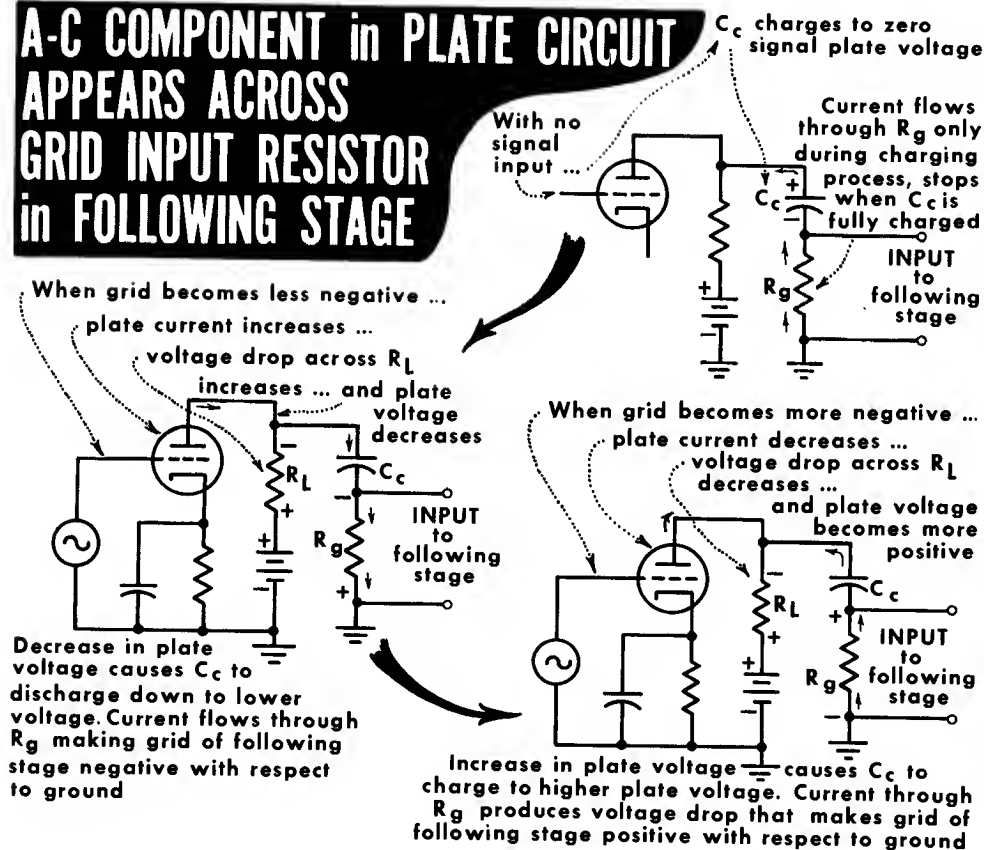 A-C COMPONENT in PLATE CIRCUIT
APPEARS ACROSS
GRID INPUT RESISTOR
in FOLLOWING STAGE
Cc charges to zero
signal plate voltage
With no
signal
input ...
Current flows
through Rg only
during charging
process, stops
when Cc is
fully charged
+
Cc
−
+
−
Rg
INPUT
to
following
stage
When grid becomes less negative ...
plate current increases ...
voltage drop across RL
increases ... and plate
voltage
decreases
−
RL
+
+
−
Cc
−
Rg
+
INPUT
to
following
stage
Decrease in plate
voltage causes Cc to
discharge down to lower
voltage. Current flows through
Rg making grid of following
stage negative with respect
to ground
When grid becomes more negative ...
plate current decreases ...
voltage drop across RL
decreases ...
and plate voltage
becomes more
positive
−
RL
+
+
−
Cc
+
Rg
−
INPUT
to
following
stage
Increase in plate voltage causes Cc to
charge to higher plate voltage. Current through
Rg produces voltage drop that makes grid of
following stage positive with respect to ground